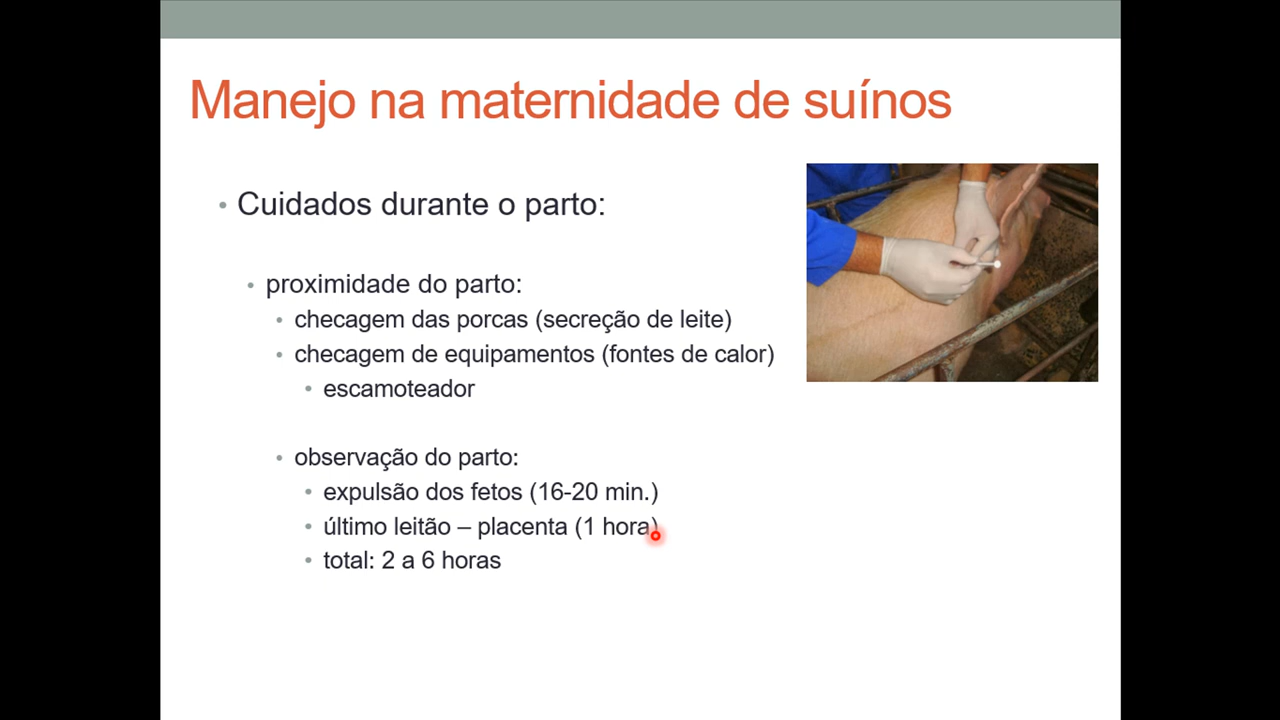 Manejo na maternidade de suínos
• Cuidados durante o parto:
• proximidade do parto:
• checagem das porcas (secreção de leite)
• checagem de equipamentos (fontes de calor)
• escamoteador
• observação do parto:
• expulsão dos fetos (16-20 min.)
• último leitão – placenta (1 hora)
• total: 2 a 6 horas